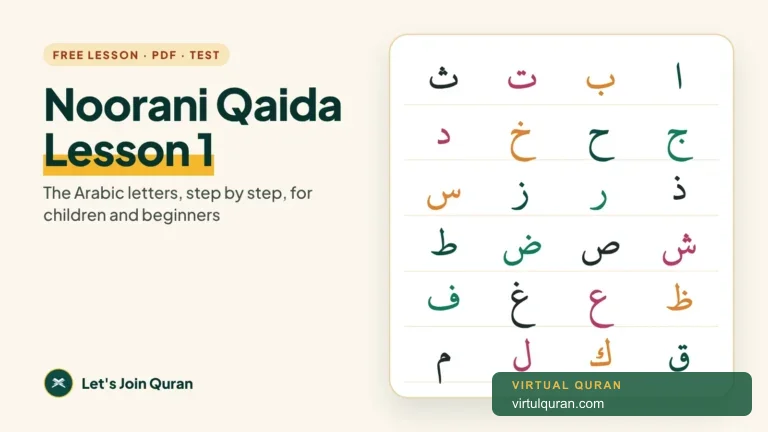 FREE LESSON · PDF · TEST
Noorani Qaida
Lesson 1
The Arabic letters, step by step, for
children and beginners
Let's Join Quran
ا ب ت ث
ج ح خ د
ذ ر ز س
ش ص ض ط
ظ ع غ ف
ق ك ل م
VIRTUAL QURAN
virtulquran.com